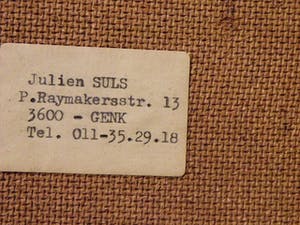 Julien SULS
P.Raymakersstr. 13
3600 - GENK
Tel. 011-35.29.18